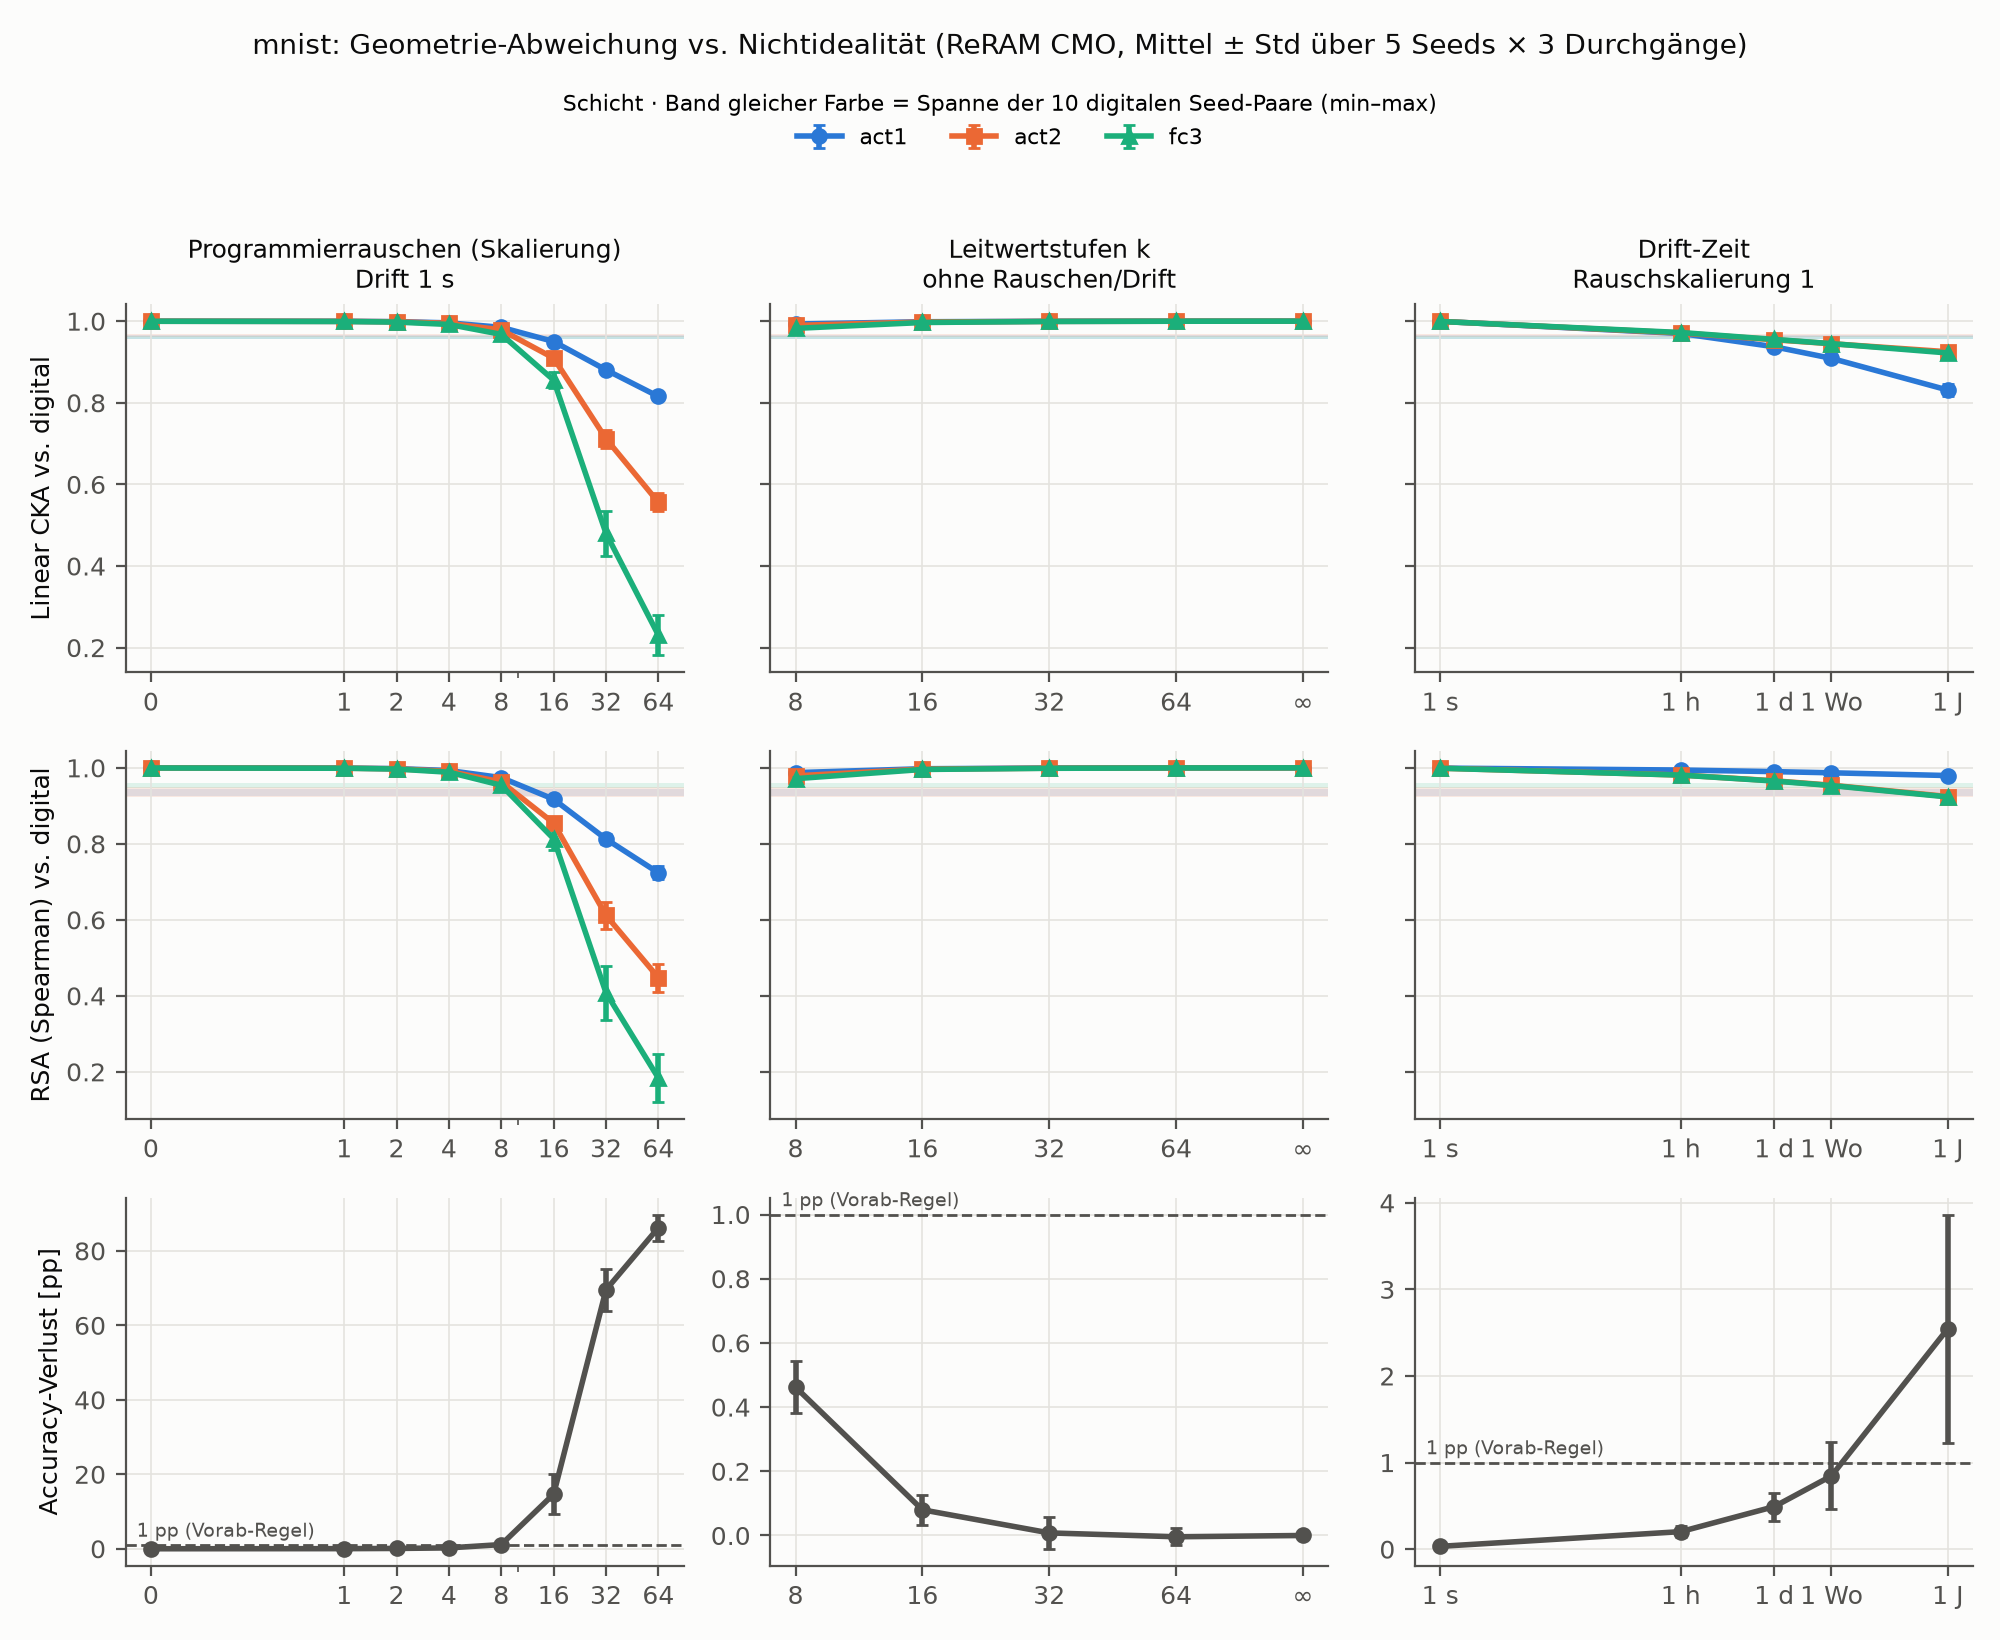 mnist: Geometrie-Abweichung vs. Nichtidealität (ReRAM CMO, Mittel ± Std über 5 Seeds × 3 Durchgänge)
Schicht · Band gleicher Farbe = Spanne der 10 digitalen Seed-Paare (min–max)
act1 act2 fc3
Programmierrauschen (Skalierung)
Drift 1 s
Leitwertstufen k
ohne Rauschen/Drift
Drift-Zeit
Rauschskalierung 1
Linear CKA vs. digital
1.0
0.8
0.6
0.4
0.2
0 1 2 4 8 16 32 64
8 16 32 64 ∞
1 s 1 h 1 d 1 Wo 1 J
RSA (Spearman) vs. digital
1.0
0.8
0.6
0.4
0.2
0 1 2 4 8 16 32 64
8 16 32 64 ∞
1 s 1 h 1 d 1 Wo 1 J
Accuracy-Verlust [pp]
80
60
40
20
0
1 pp (Vorab-Regel)
0 1 2 4 8 16 32 64
1.0
0.8
0.6
0.4
0.2
0.0
1 pp (Vorab-Regel)
8 16 32 64 ∞
4
3
2
1
0
1 pp (Vorab-Regel)
1 s 1 h 1 d 1 Wo 1 J